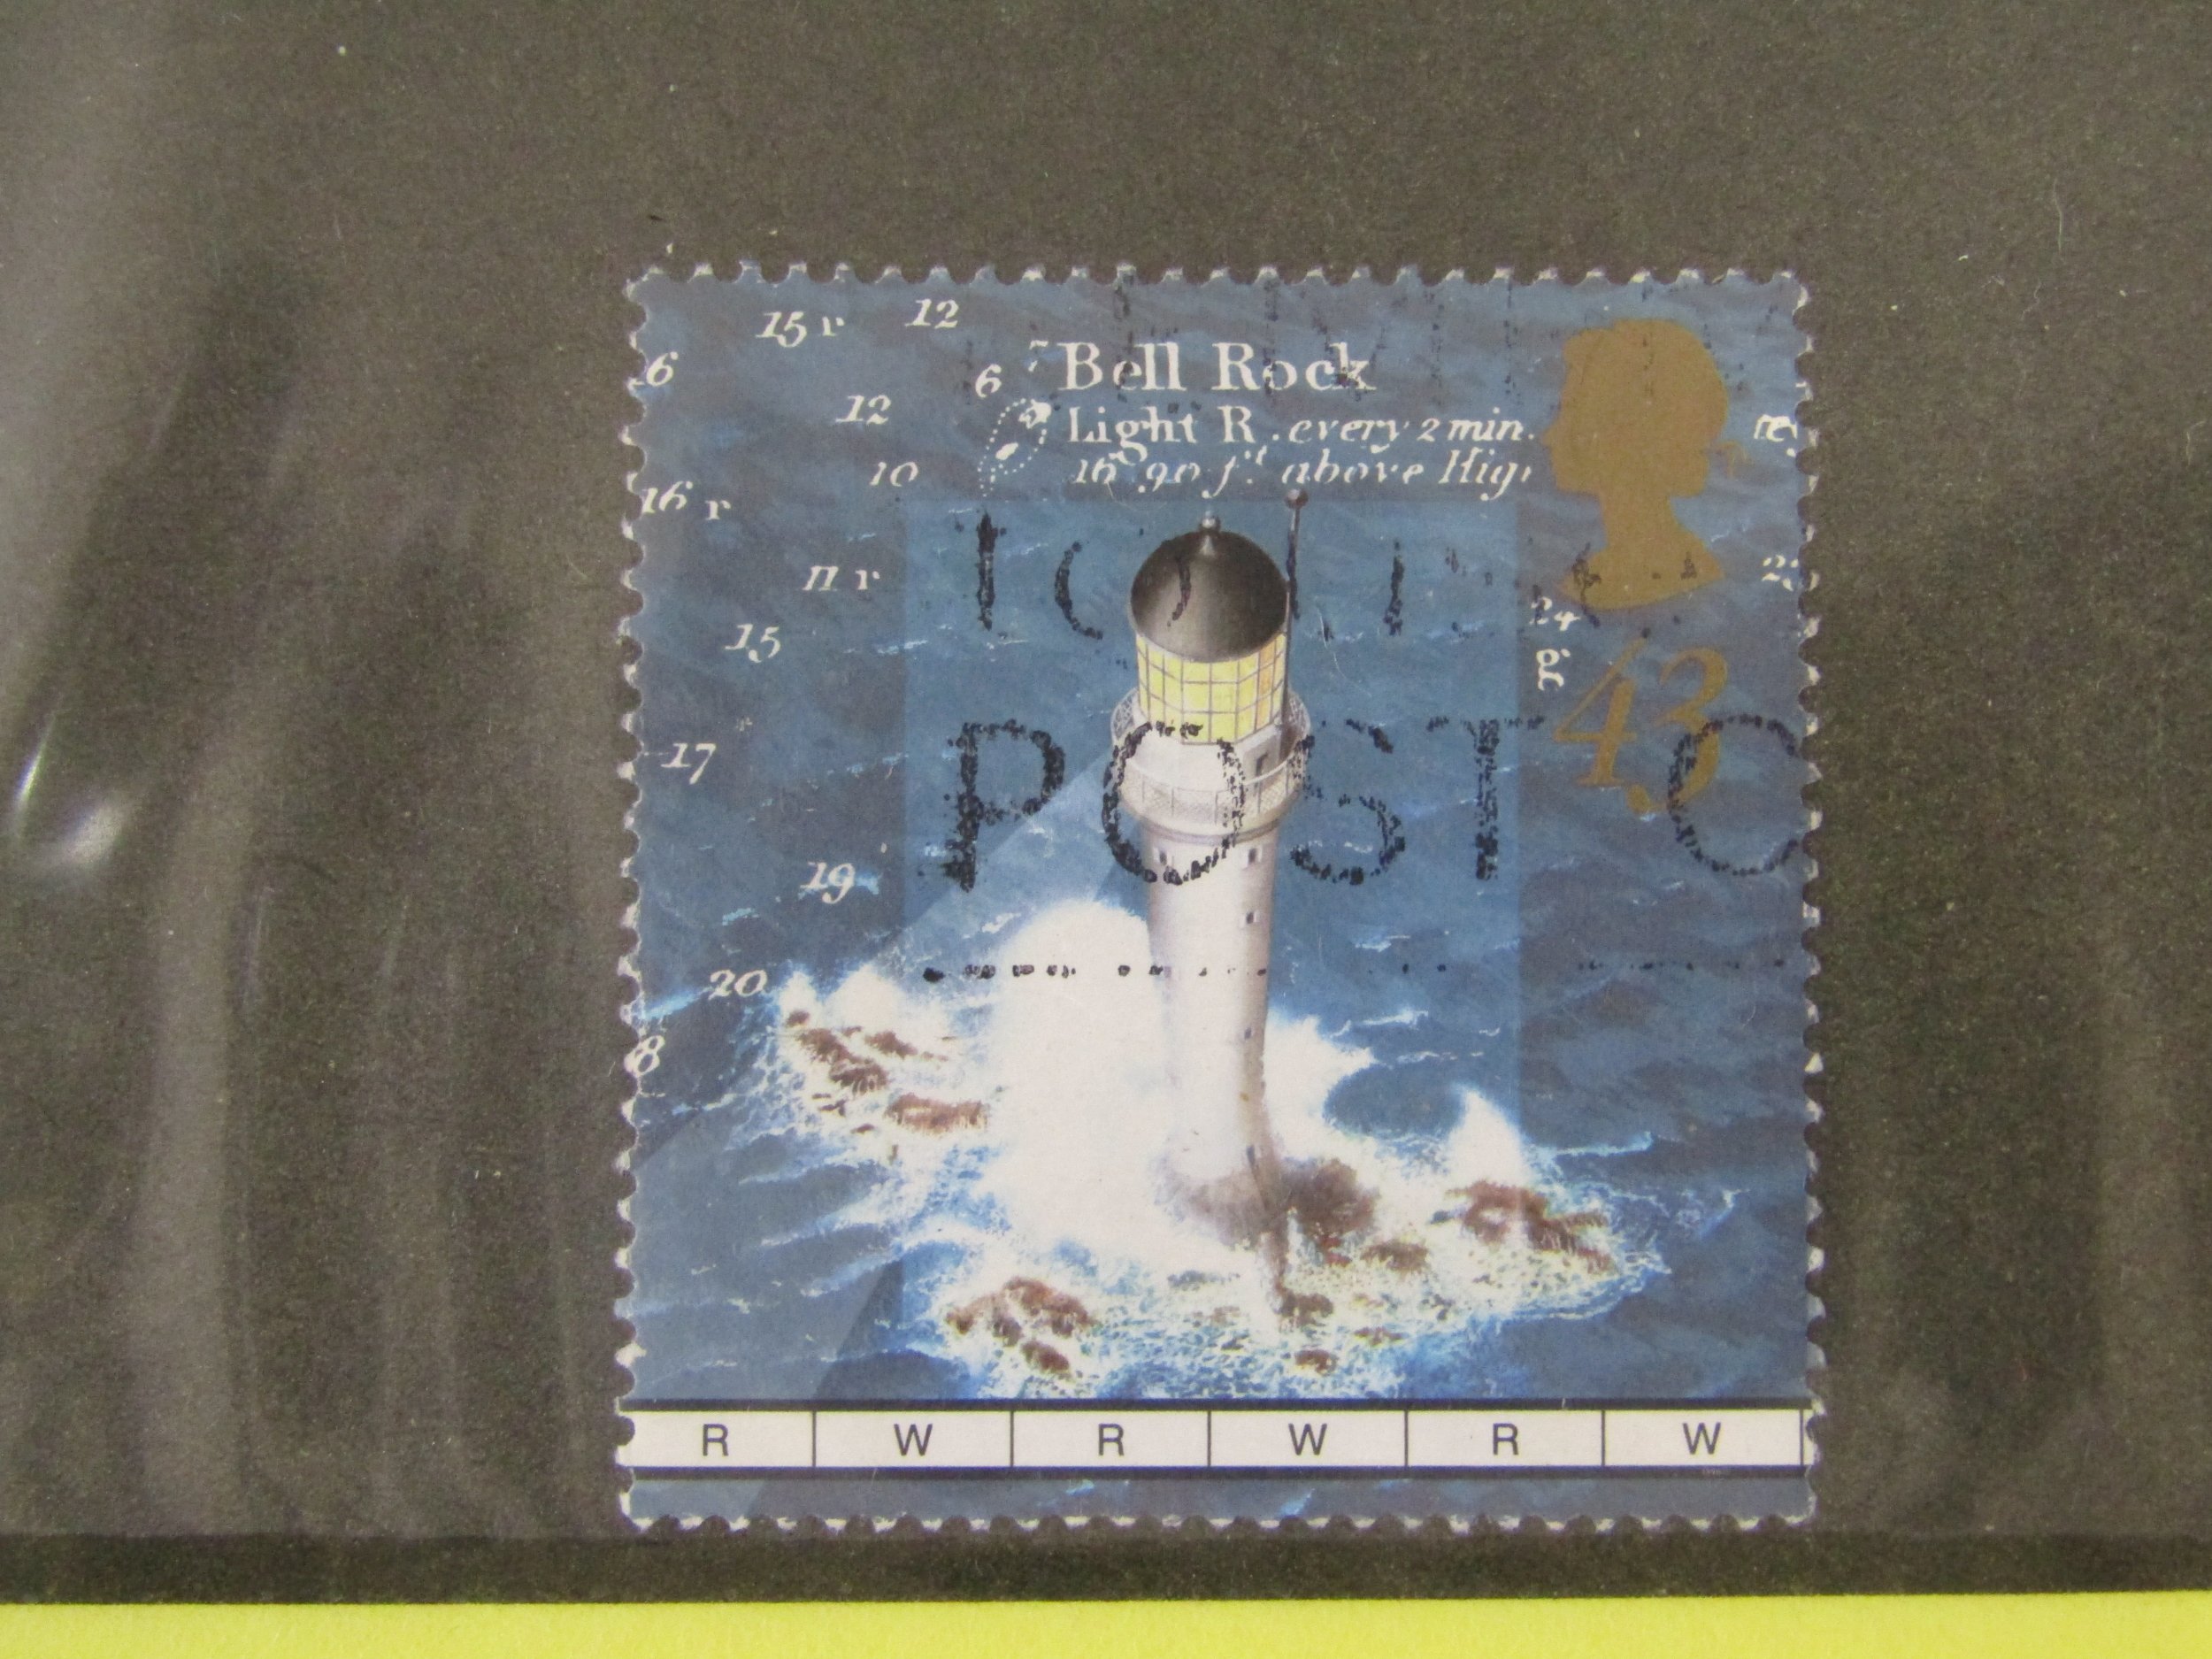 15 r 12
6
6 7 Bell Rock
12
Light R. every 2 min.
10
90 ft above Hig
16 r
11 r
15
24
g
43
17
POST O
19
20
8
R W R W R W